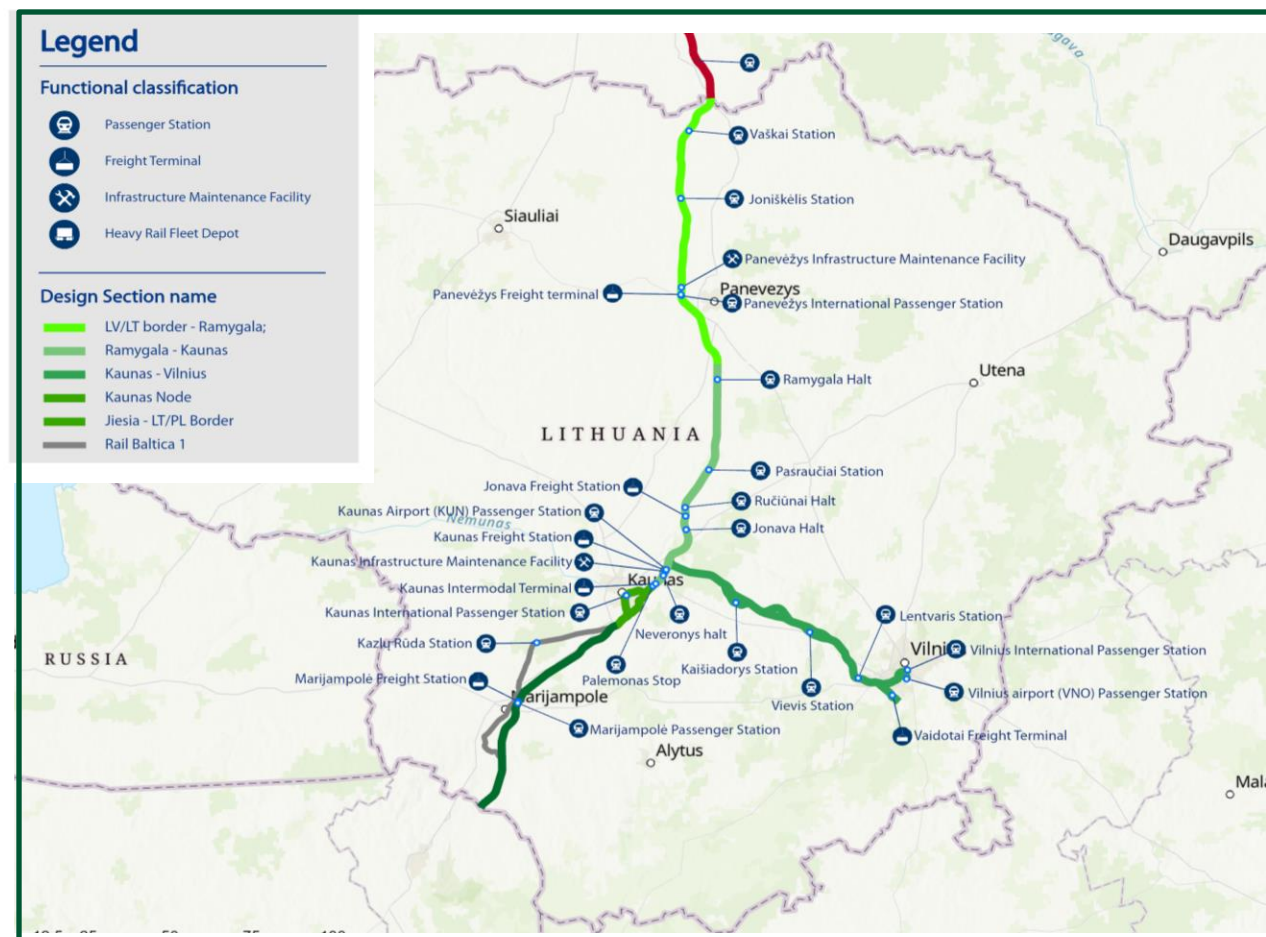 Legend
Functional classification
Passenger Station
Freight Terminal
Infrastructure Maintenance Facility
Heavy Rail Fleet Depot
Design Section name
LV/LT border - Ramygala;
Ramygala - Kaunas
Kaunas - Vilnius
Kaunas Node
Jiesia - LT/PL Border
Rail Baltica 1
Vaškai Station
Joniškėlis Station
Siauliai
Daugavpils
Panevėžys Infrastructure Maintenance Facility
Panevėžys Freight terminal
Panevezys
Panevėžys International Passenger Station
Utena
Ramygala Halt
LITHUANIA
Pasraučiai Station
Jonava Freight Station
Ručiūnai Halt
Kaunas Airport (KUN) Passenger Station
Nemunas
Jonava Halt
Kaunas Freight Station
Kaunas Infrastructure Maintenance Facility
Kaunas Intermodal Terminal
Kaunas
Kaunas International Passenger Station
Neveronys halt
Lentvaris Station
Kazlų Rūda Station
RUSSIA
Vilni
Vilnius International Passenger Station
Kaišiadorys Station
Palemonas Stop
Marijampolė Freight Station
Marijampole
Vilnius airport (VNO) Passenger Station
Vievis Station
Marijampolė Passenger Station
Vaidotai Freight Terminal
Alytus